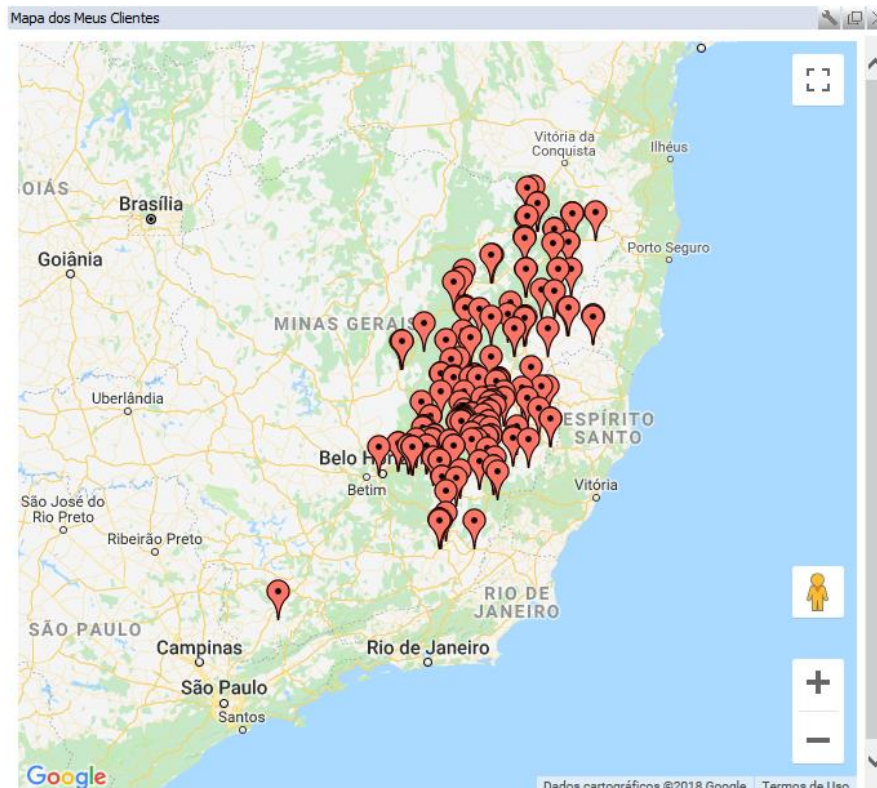 Mapa dos Meus Clientes
Vitória da
Conquista
Ilhéus
OIÁS
Brasília
Goiânia
Porto Seguro
MINAS GERAIS
Uberlândia
ESPÍRITO
SANTO
Belo Ho
Betim
Vitória
São José do
Rio Preto
Ribeirão Preto
RIO DE
JANEIRO
SÃO PAULO
Campinas
Rio de Janeiro
São Paulo
Santos
Google
Dados cartográficos ©2018 Google
Termos de Uso